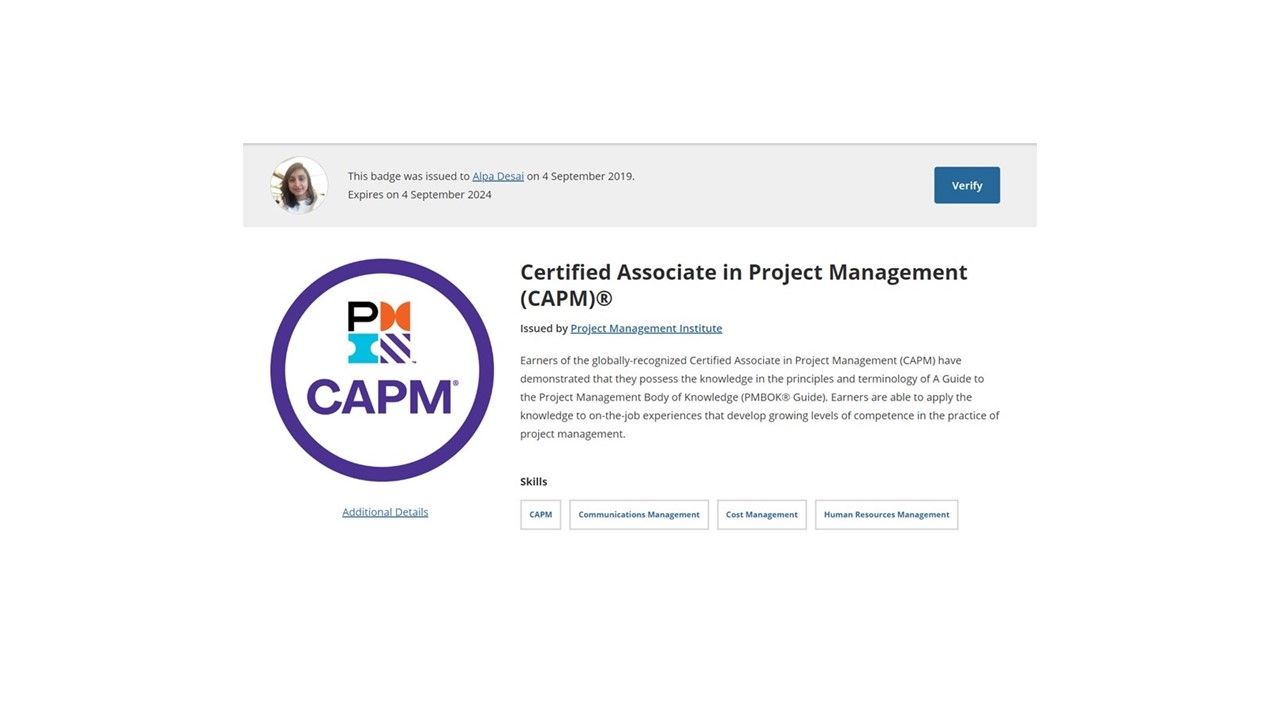 This badge was issued to Alpa Desai on 4 September 2019.
Expires on 4 September 2024
Verify
PMI™
CAPM®
Additional Details
Certified Associate in Project Management
(CAPM)®
Issued by Project Management Institute
Earners of the globally-recognized Certified Associate in Project Management (CAPM) have
demonstrated that they possess the knowledge in the principles and terminology of A Guide to
the Project Management Body of Knowledge (PMBOK® Guide). Earners are able to apply the
knowledge to on-the-job experiences that develop growing levels of competence in the practice of
project management.
Skills
CAPM
Communications Management
Cost Management
Human Resources Management